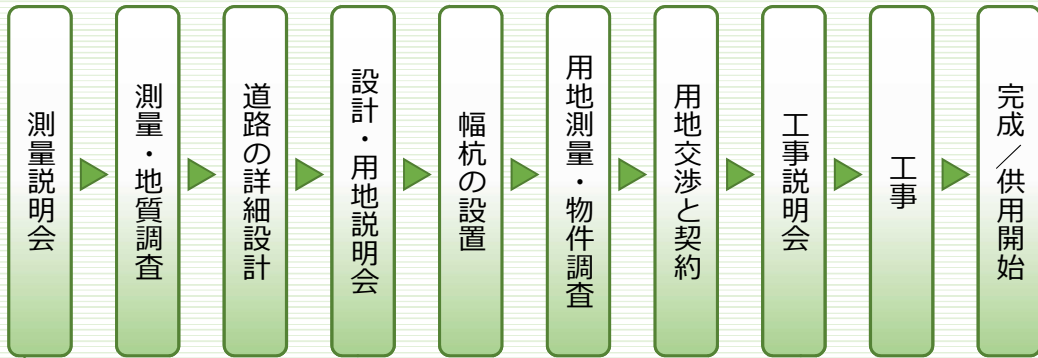 測量説明会
測量・地質調査
道路の詳細設計
設計・用地説明会
幅杭の設置
用地測量・物件調査
用地交渉と契約
工事説明会
工事
完成／供用開始